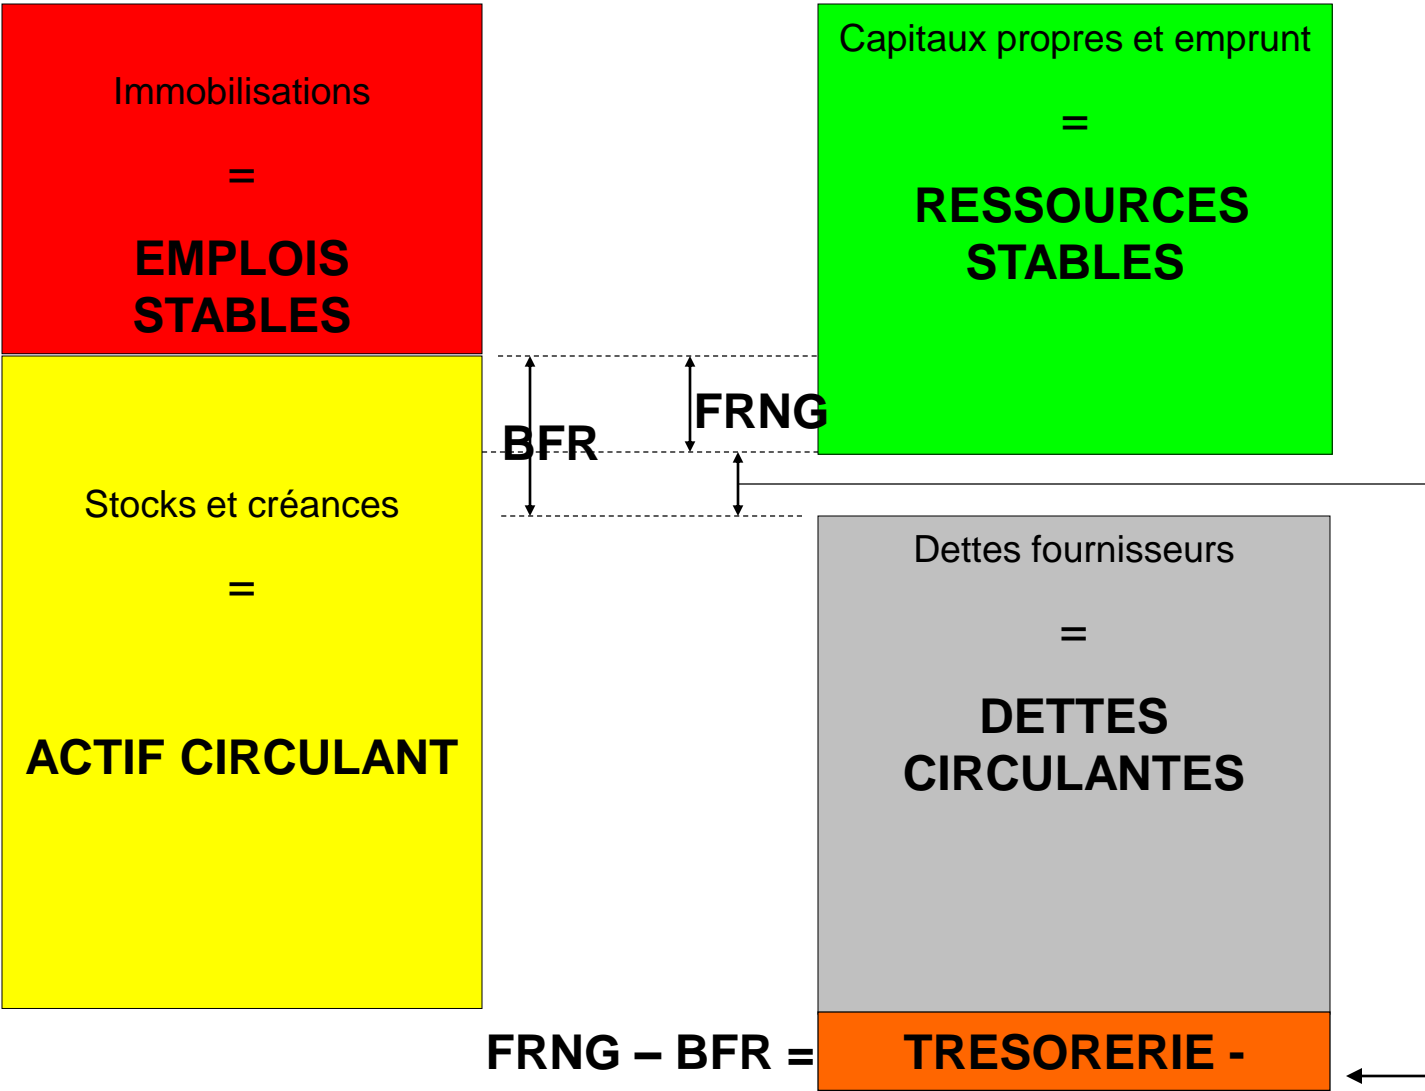 Immobilisations
=
EMPLOIS
STABLES
Stocks et créances
=
ACTIF CIRCULANT
BFR
FRNG
Capitaux propres et emprunt
=
RESSOURCES
STABLES
Dettes fournisseurs
=
DETTES
CIRCULANTES
FRNG – BFR =
TRESORERIE -